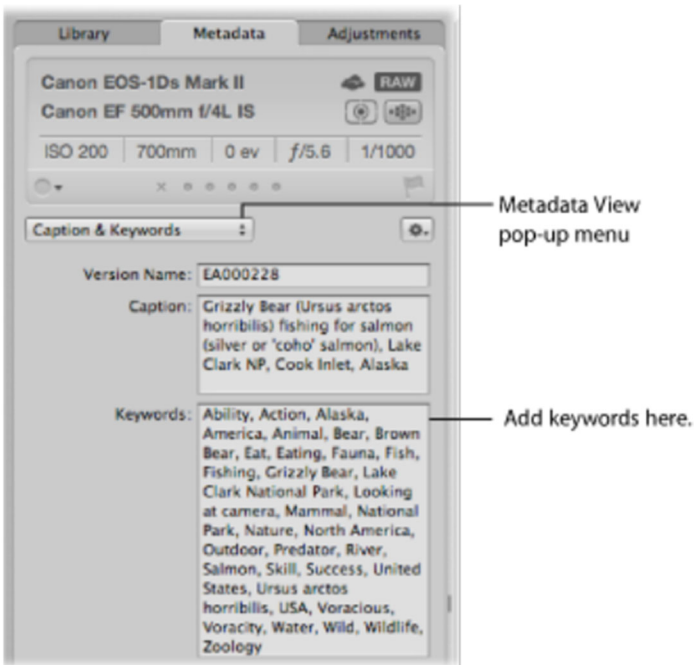 Library Metadata Adjustments
Canon EOS-1Ds Mark II RAW
Canon EF 500mm f/4L IS
ISO 200 700mm 0 ev ƒ/5.6 1/1000
Caption & Keywords
Metadata View
pop-up menu
Version Name: EA000228
Caption: Grizzly Bear (Ursus arctos
horribilis) fishing for salmon
(silver or 'coho' salmon), Lake
Clark NP, Cook Inlet, Alaska
Keywords: Ability, Action, Alaska,
America, Animal, Bear, Brown
Bear, Eat, Eating, Fauna, Fish,
Fishing, Grizzly Bear, Lake
Clark National Park, Looking
at camera, Mammal, National
Park, Nature, North America,
Outdoor, Predator, River,
Salmon, Skill, Success, United
States, Ursus arctos
horribilis, USA, Voracious,
Voracity, Water, Wild, Wildlife,
Zoology
Add keywords here.